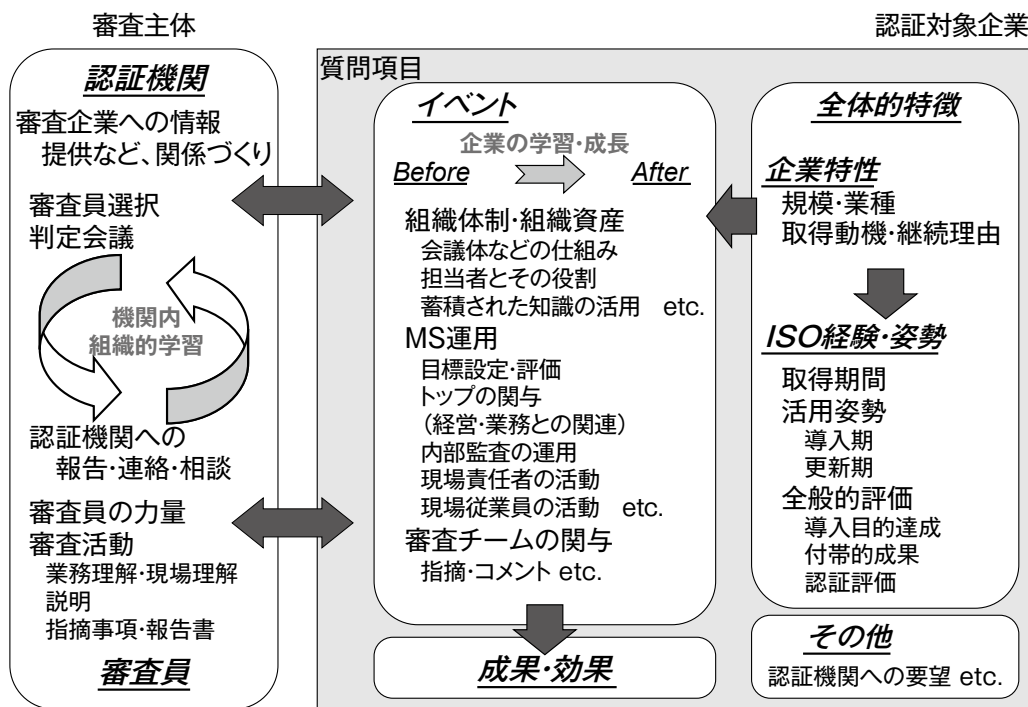 審査主体
認証対象企業
認証機関
審査企業への情報
提供など、関係づくり
審査員選択
判定会議
機関内
組織的学習
認証機関への
報告・連絡・相談
審査員の力量
審査活動
業務理解・現場理解
説明
指摘事項・報告書
審査員
質問項目
イベント
企業の学習・成長
Before
After
組織体制・組織資産
会議体などの仕組み
担当者とその役割
蓄積された知識の活用 etc.
MS運用
目標設定・評価
トップの関与
(経営・業務との関連)
内部監査の運用
現場責任者の活動
現場従業員の活動 etc.
審査チームの関与
指摘・コメント etc.
成果・効果
全体的特徴
企業特性
規模・業種
取得動機・継続理由
ISO経験・姿勢
取得期間
活用姿勢
導入期
更新期
全般的評価
導入目的達成
付帯的成果
認証評価
その他
認証機関への要望 etc.